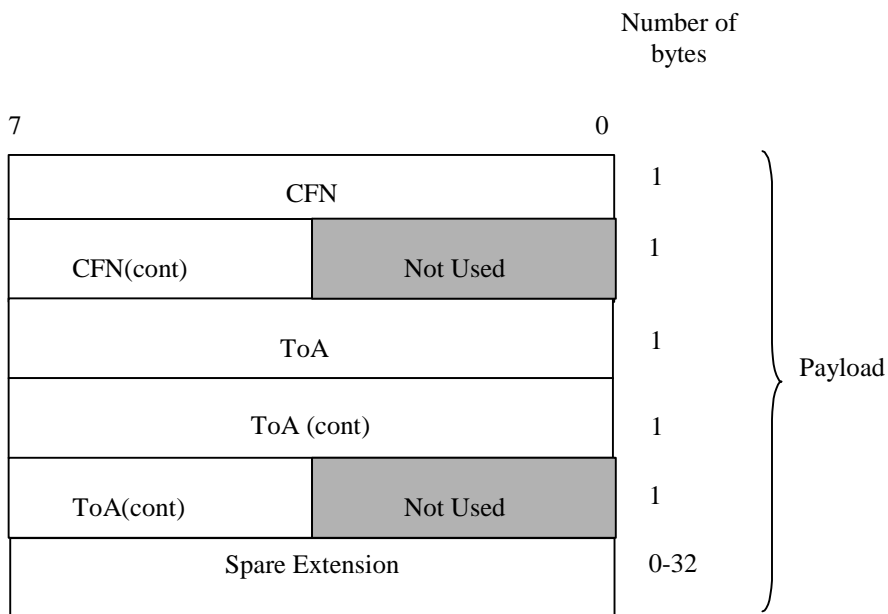 Number of
bytes
7 0
CFN 1
CFN(cont) Not Used 1
ToA 1
Payload
ToA (cont) 1
ToA(cont) Not Used 1
Spare Extension 0-32